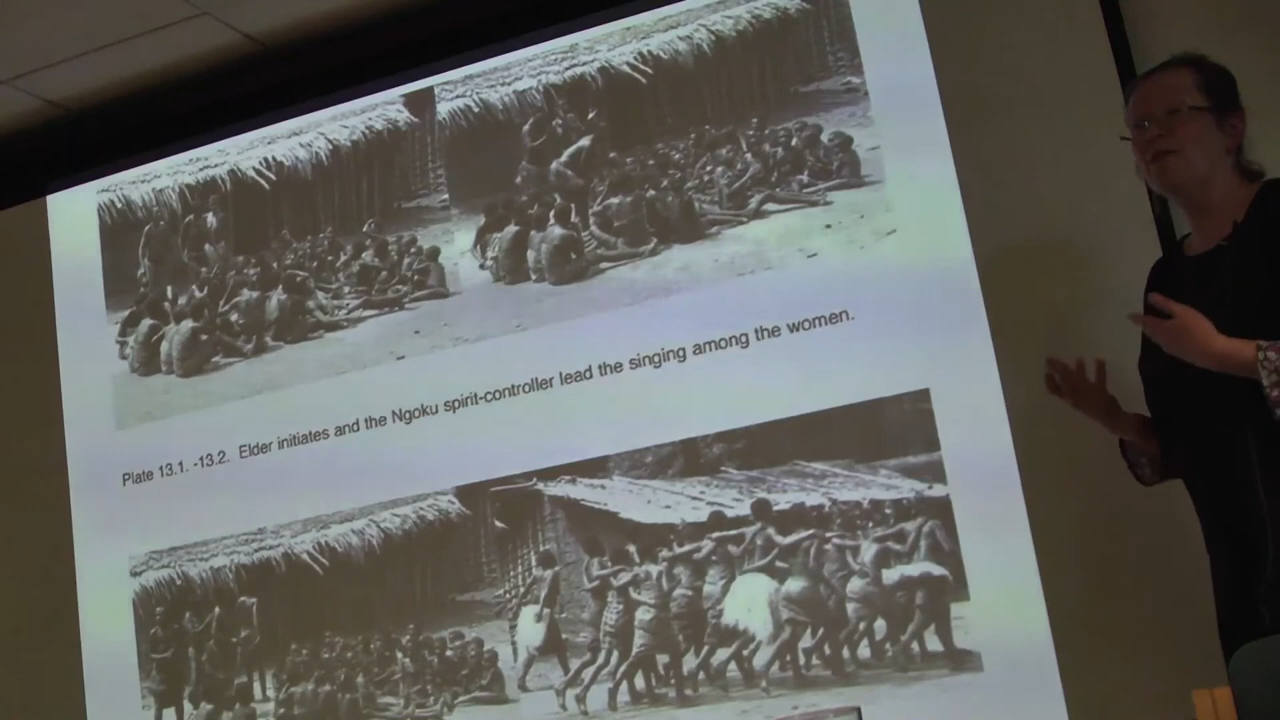 Plate 13.1. -13.2. Elder initiates and the Ngoku spirit-controller lead the singing among the women.